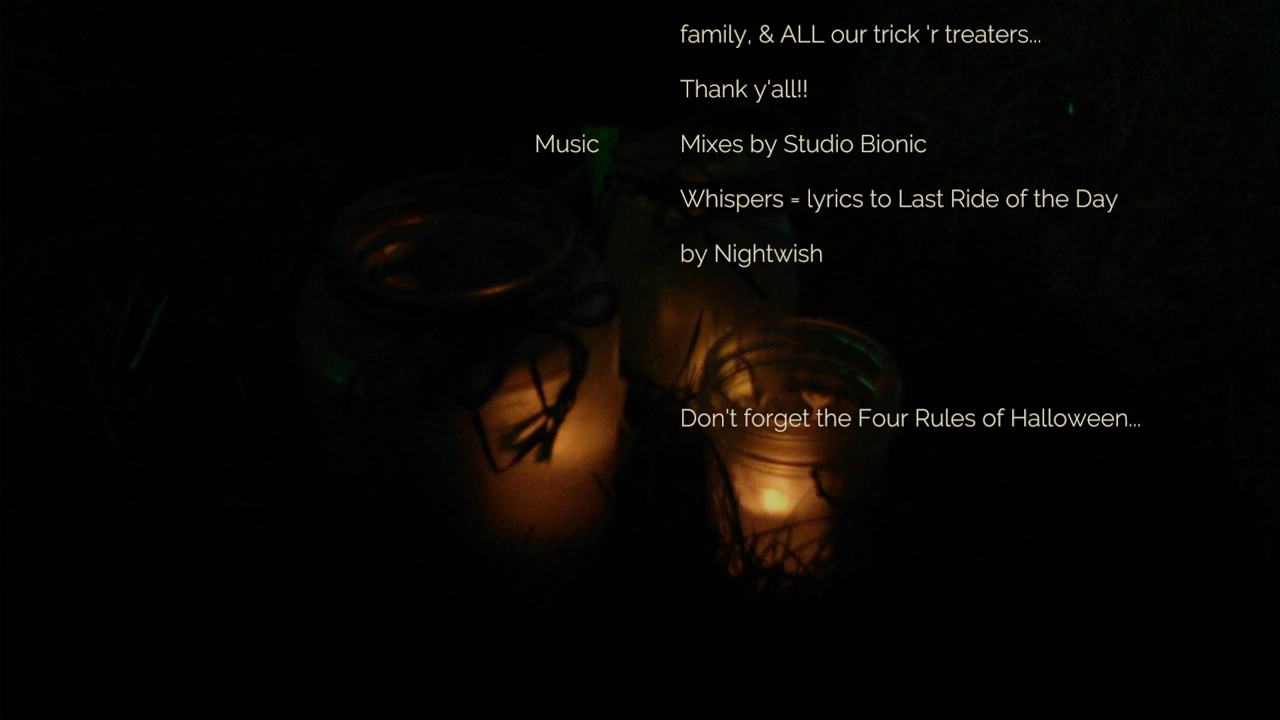 family, & ALL our trick 'r treaters...
Thank y'all!!
Music Mixes by Studio Bionic
Whispers = lyrics to Last Ride of the Day
by Nightwish
Don't forget the Four Rules of Halloween...